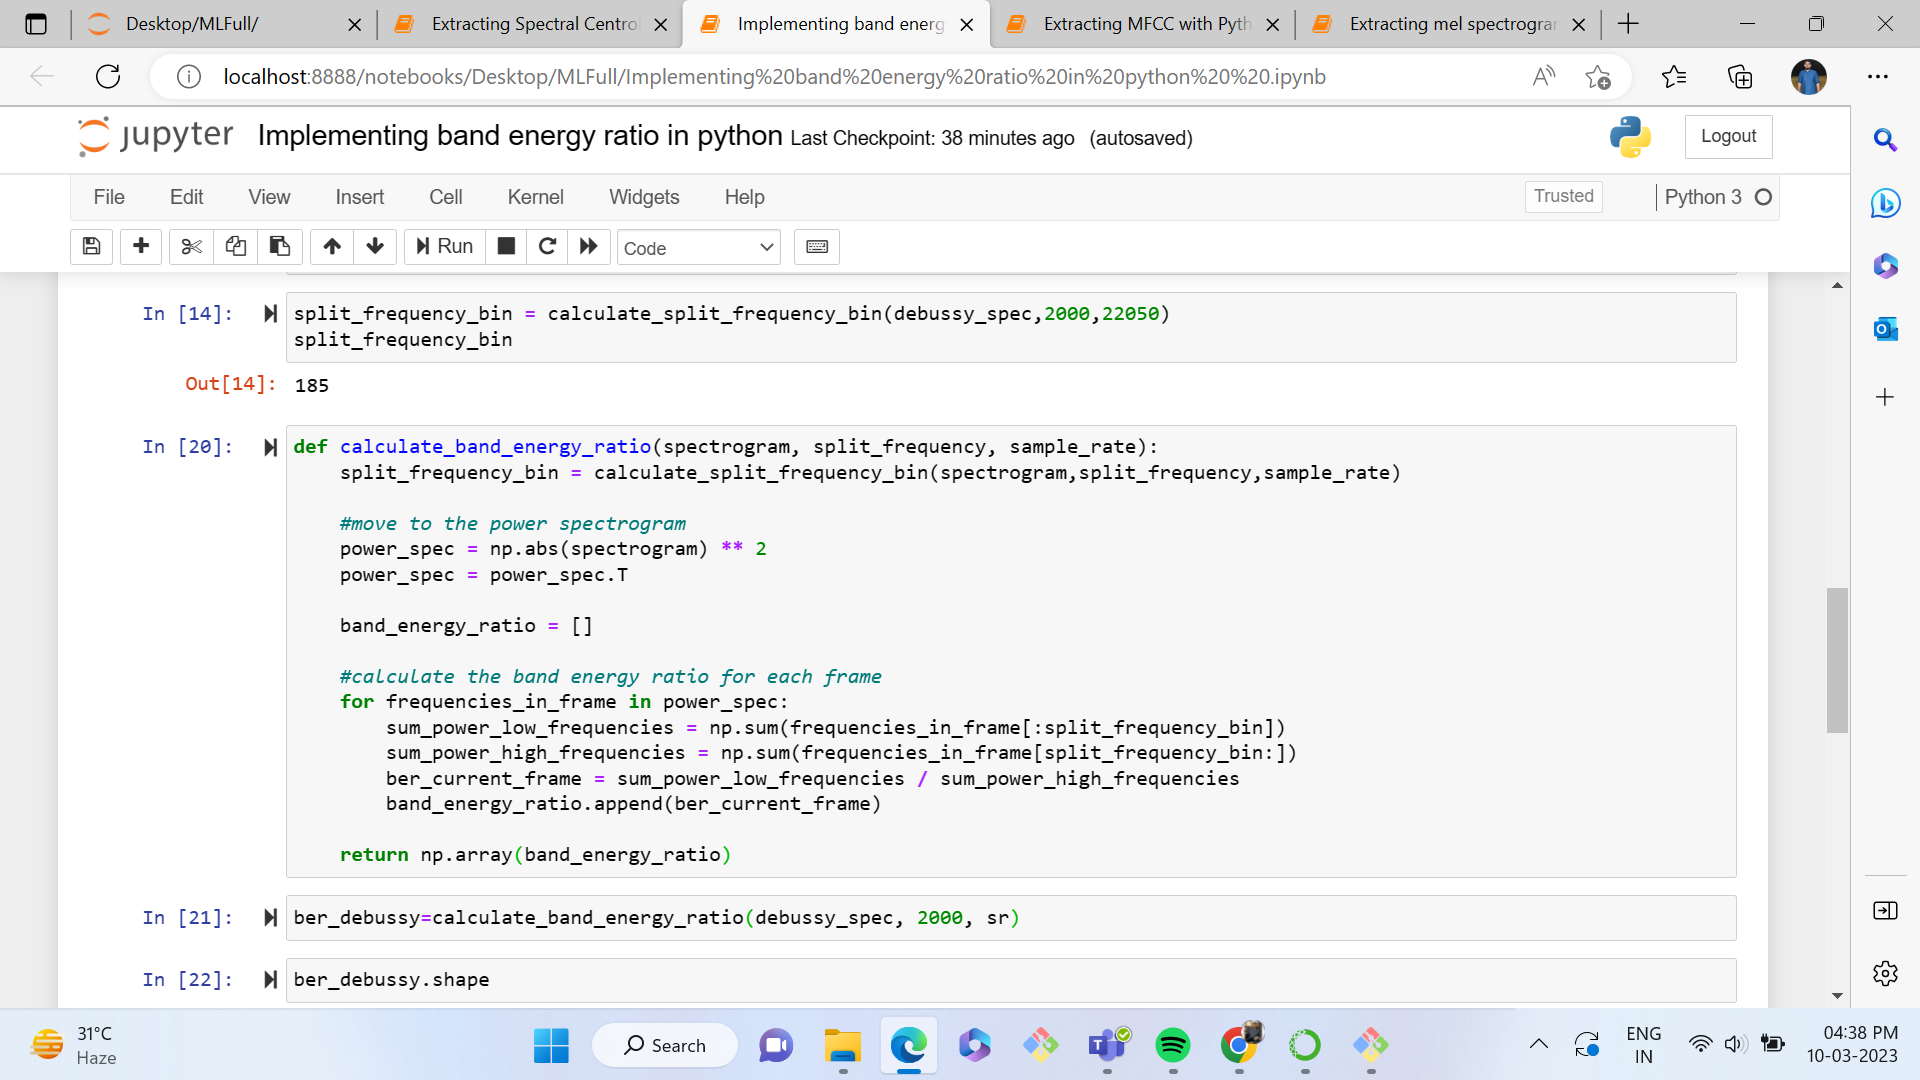 Desktop/MLFull/
Extracting Spectral Centro
Implementing band energ
Extracting MFCC with Pyth
Extracting mel spectrogra
localhost:8888/notebooks/Desktop/MLFull/Implementing%20band%20energy%20ratio%20in%20python%20%20.ipynb
jupyter Implementing band energy ratio in python Last Checkpoint: 38 minutes ago (autosaved)
Logout
File Edit View Insert Cell Kernel Widgets Help
Trusted
Python 3
Run
Code
In [14]:
split_frequency_bin = calculate_split_frequency_bin(debussy_spec,2000,22050)
split_frequency_bin
Out[14]: 185
In [20]:
def calculate_band_energy_ratio(spectrogram, split_frequency, sample_rate):
    split_frequency_bin = calculate_split_frequency_bin(spectrogram,split_frequency,sample_rate)
    #move to the power spectrogram
    power_spec = np.abs(spectrogram) ** 2
    power_spec = power_spec.T
    band_energy_ratio = []
    #calculate the band energy ratio for each frame
    for frequencies_in_frame in power_spec:
        sum_power_low_frequencies = np.sum(frequencies_in_frame[:split_frequency_bin])
        sum_power_high_frequencies = np.sum(frequencies_in_frame[split_frequency_bin:])
        ber_current_frame = sum_power_low_frequencies / sum_power_high_frequencies
        band_energy_ratio.append(ber_current_frame)
    return np.array(band_energy_ratio)
In [21]:
ber_debussy=calculate_band_energy_ratio(debussy_spec, 2000, sr)
In [22]:
ber_debussy.shape
31°C
Haze
Search
ENG
IN
04:38 PM
10-03-2023